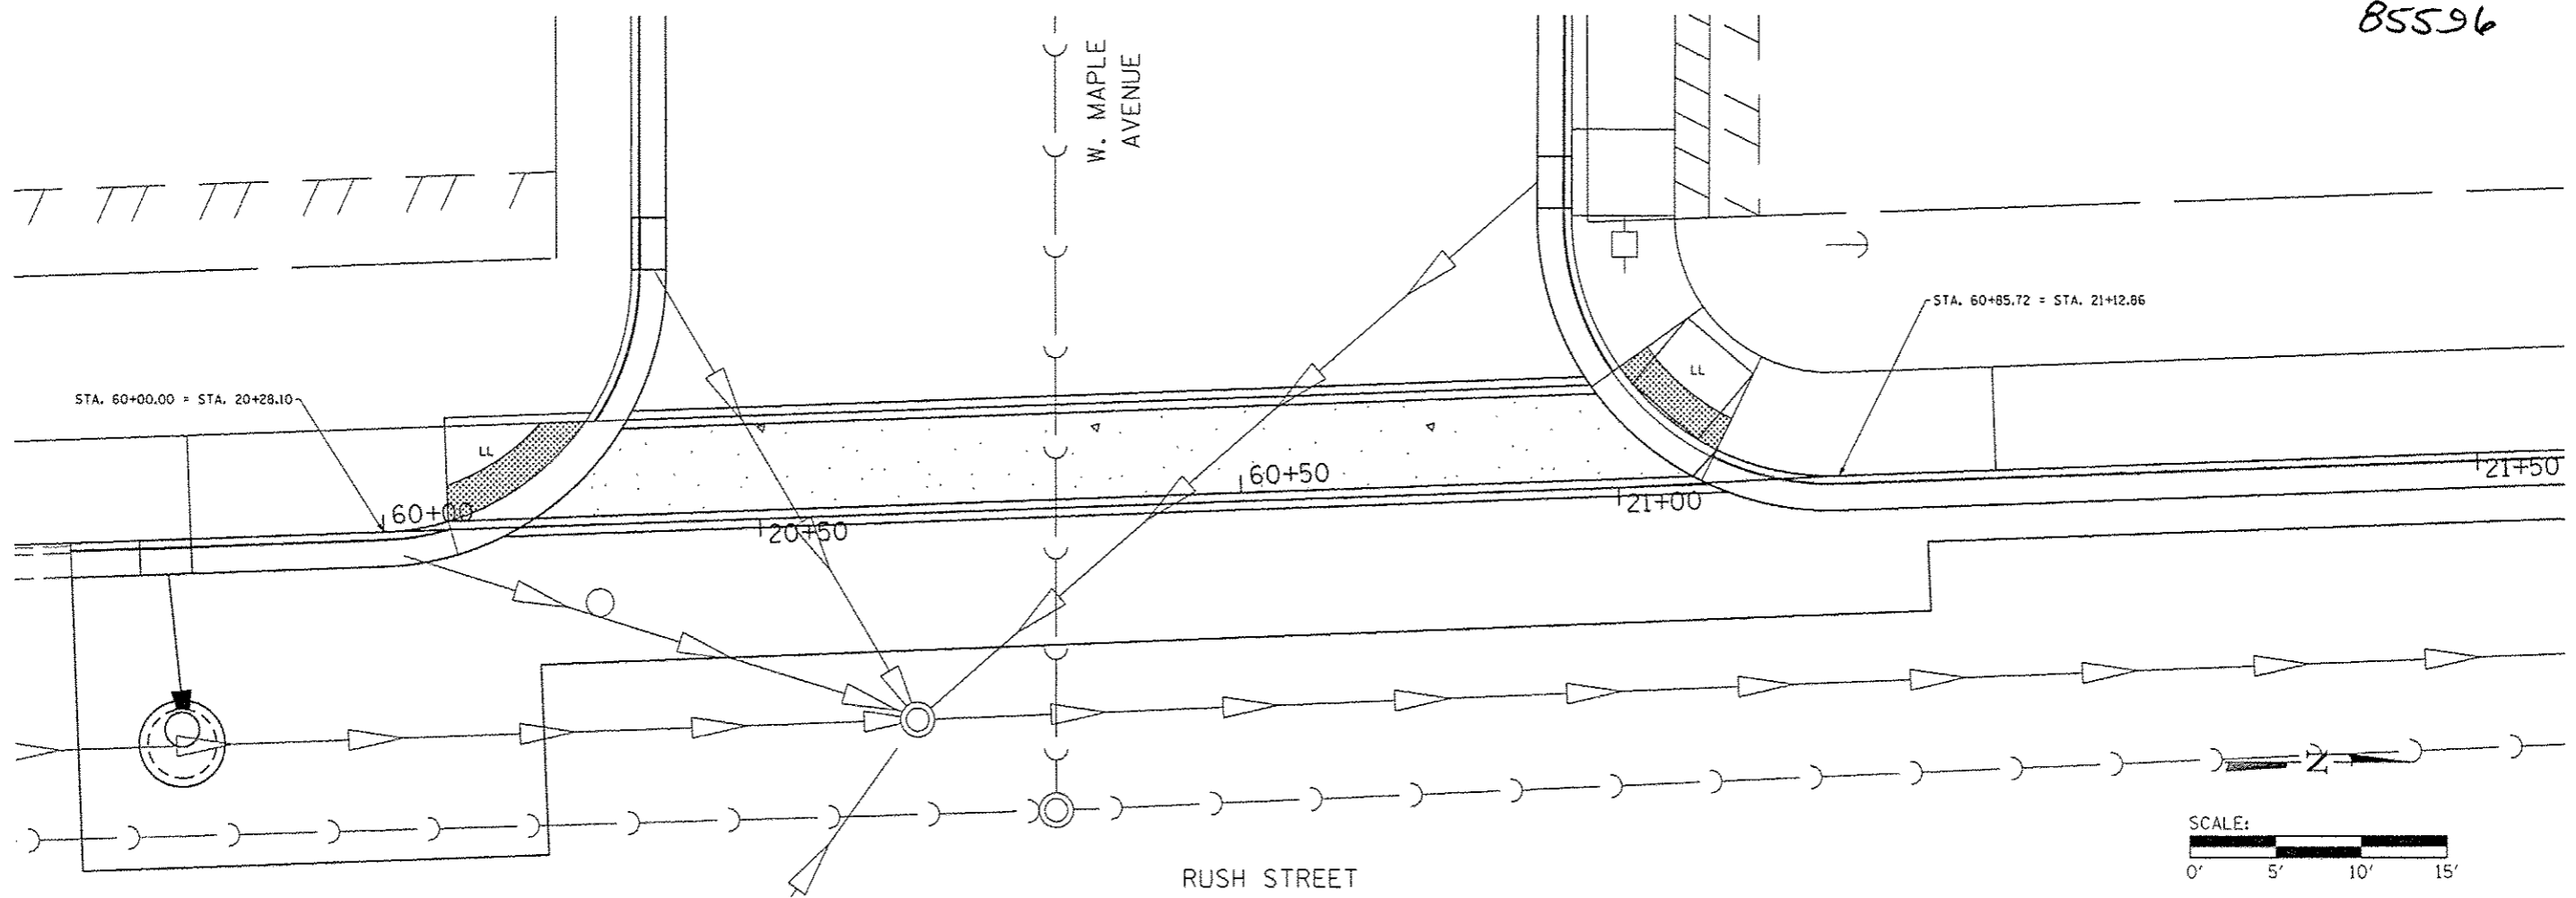 85596
W. MAPLE
AVENUE
STA. 60+85.72 = STA. 21+12.86
STA. 60+00.00 = STA. 20+28.10
LL
LL
60+00
20+50
60+50
21+00
21+50
N
SCALE:
0' 5' 10' 15'
RUSH STREET